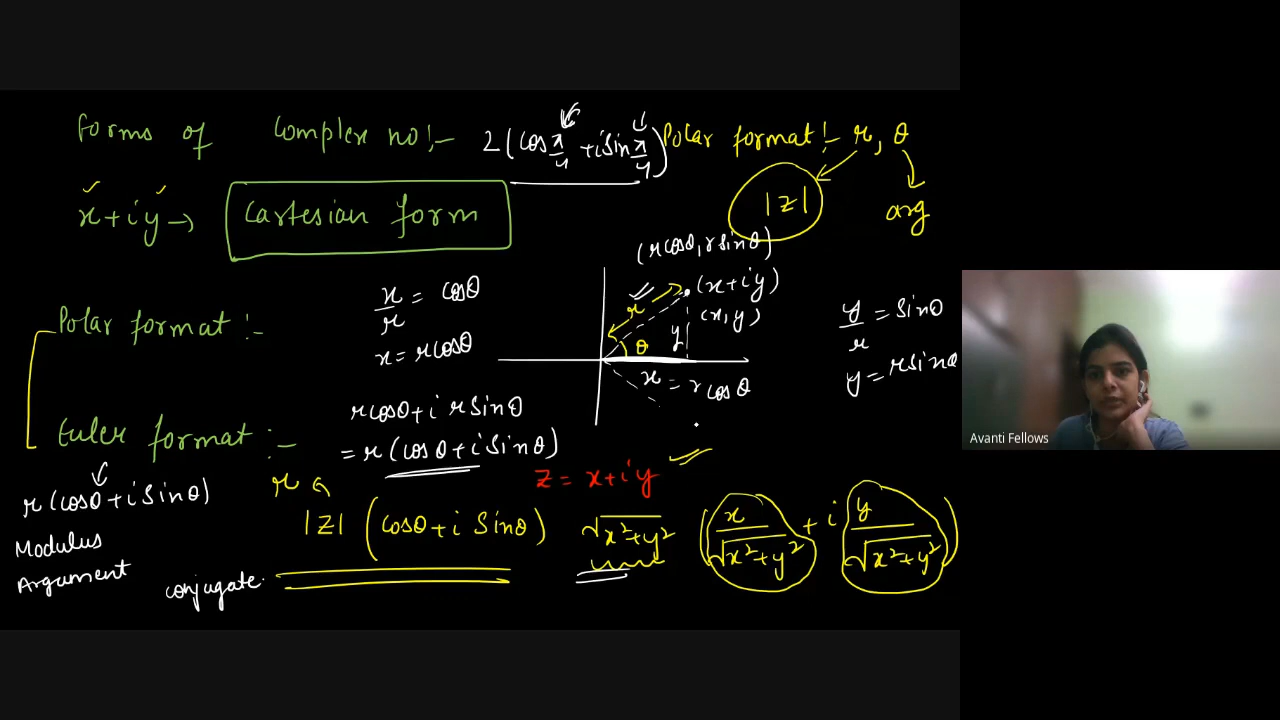 Forms of Complex no!- 2(cos π/4 + i sin π/4) Polar format!- r, θ
x+iy → Cartesian form |z| arg
(r cosθ, r sinθ)
x/r = cosθ r (x+iy) y/r = sinθ
Polar format:- (x,y)
x = r cosθ θ y y = r sinθ
x = r cosθ
r cosθ + i r sinθ
Euler format:- = r (cosθ + i sinθ)
r(cosθ + i sinθ) z = x+iy
|z| (cosθ + i sinθ) √x²+y² (x/√x²+y² + i y/√x²+y²)
Modulus
Argument conjugate.
Avanti Fellows